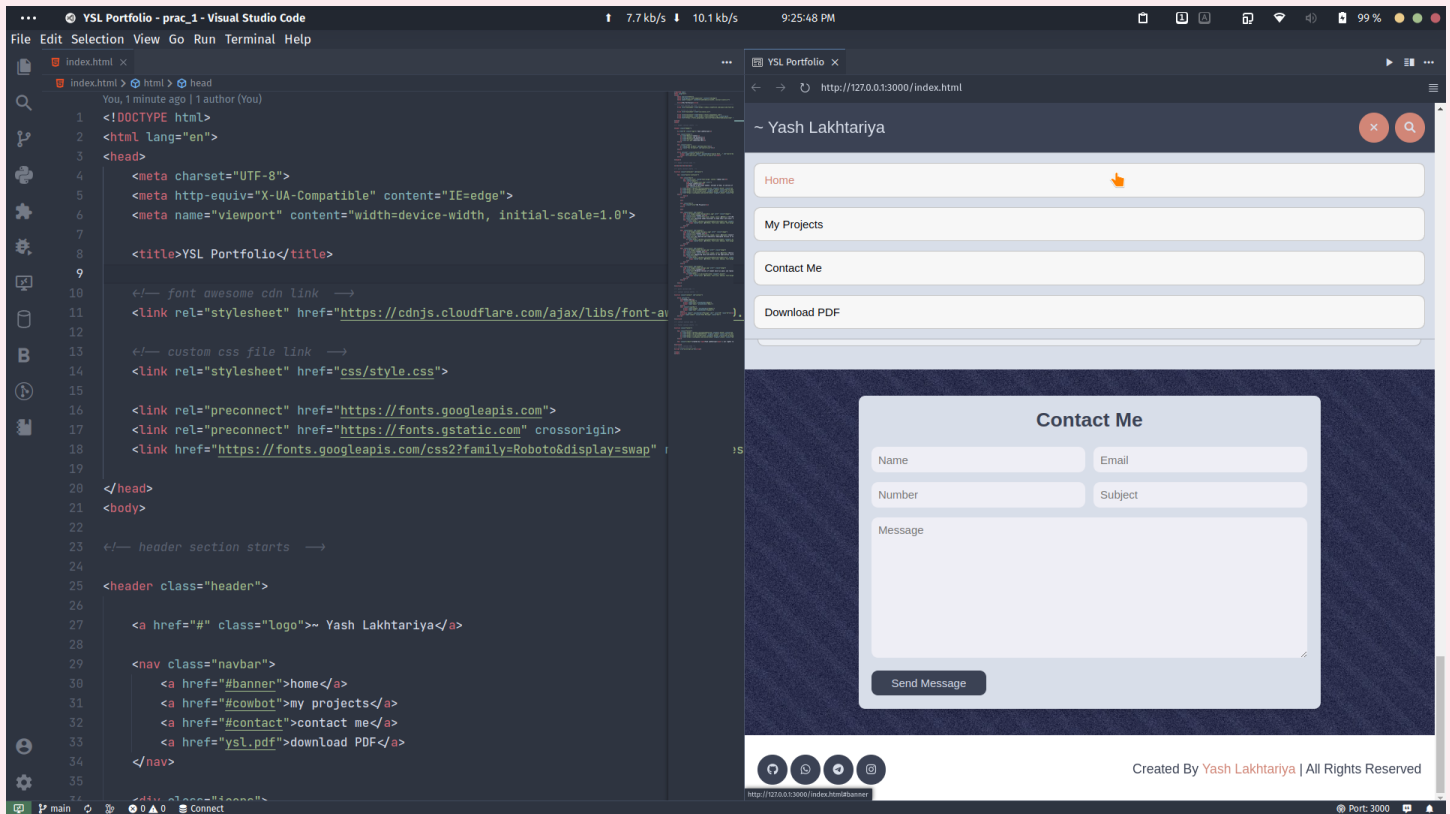 YSL Portfolio - prac_1 - Visual Studio Code
7.7 kb/s
10.1 kb/s
9:25:48 PM
1
A
99 %
File Edit Selection View Go Run Terminal Help
index.html
index.html > html > head
You, 1 minute ago | 1 author (You)
1 <!DOCTYPE html>
2 <html lang="en">
3 <head>
4 <meta charset="UTF-8">
5 <meta http-equiv="X-UA-Compatible" content="IE=edge">
6 <meta name="viewport" content="width=device-width, initial-scale=1.0">
7
8 <title>YSL Portfolio</title>
9
10 <!-- font awesome cdn link -->
11 <link rel="stylesheet" href="https://cdnjs.cloudflare.com/ajax/libs/font-aw
12
13 <!-- custom css file link -->
14 <link rel="stylesheet" href="css/style.css">
15
16 <link rel="preconnect" href="https://fonts.googleapis.com">
17 <link rel="preconnect" href="https://fonts.gstatic.com" crossorigin>
18 <link href="https://fonts.googleapis.com/css2?family=Roboto&display=swap"
19
20 </head>
21 <body>
22
23 <!-- header section starts -->
24
25 <header class="header">
26
27 <a href="#" class="logo">~ Yash Lakhtariya</a>
28
29 <nav class="navbar">
30 <a href="#banner">home</a>
31 <a href="#cowbot">my projects</a>
32 <a href="#contact">contact me</a>
33 <a href="ysl.pdf">download PDF</a>
34 </nav>
35
36 <div class="icons">
YSL Portfolio
http://127.0.0.1:3000/index.html
~ Yash Lakhtariya
Home
My Projects
Contact Me
Download PDF
Contact Me
Name
Email
Number
Subject
Message
Send Message
Created By Yash Lakhtariya | All Rights Reserved
http://127.0.0.1:3000/index.html#banner
main
0
0
Connect
Port: 3000